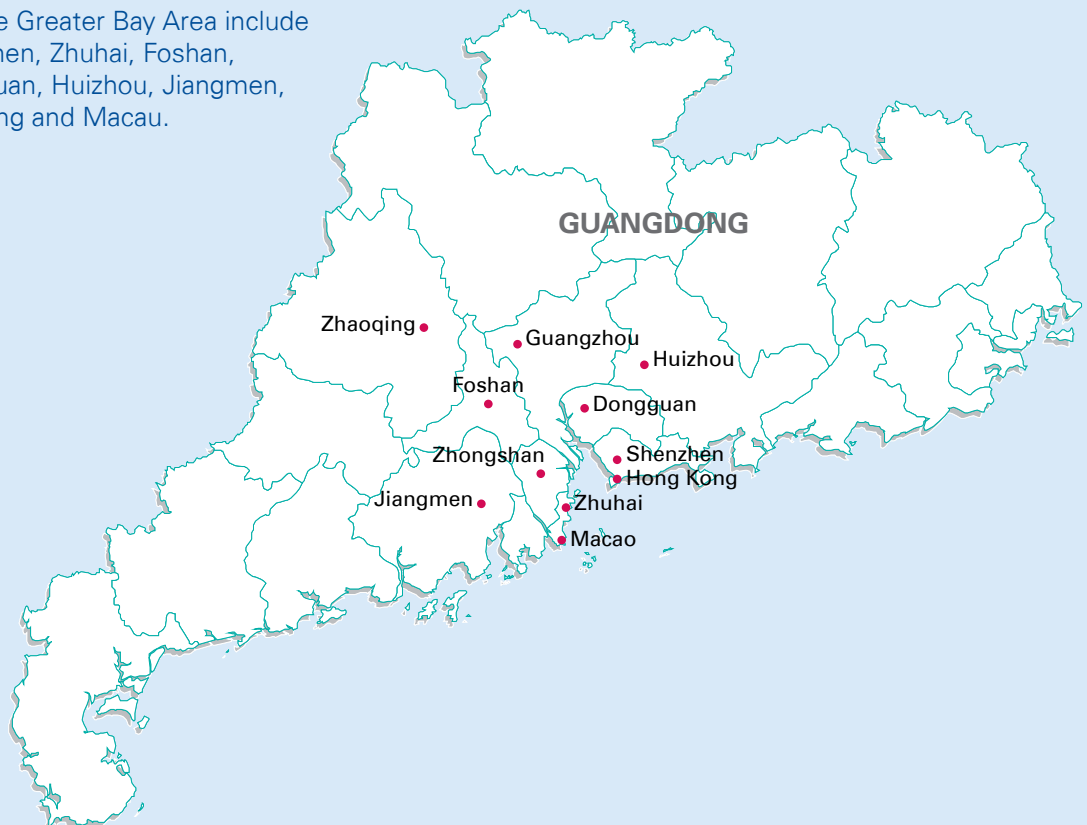 e Greater Bay Area include
hen, Zhuhai, Foshan,
uan, Huizhou, Jiangmen,
ng and Macau.
GUANGDONG
Zhaoqing
Guangzhou
Huizhou
Foshan
Dongguan
Zhongshan
Shenzhen
Hong Kong
Jiangmen
Zhuhai
Macao